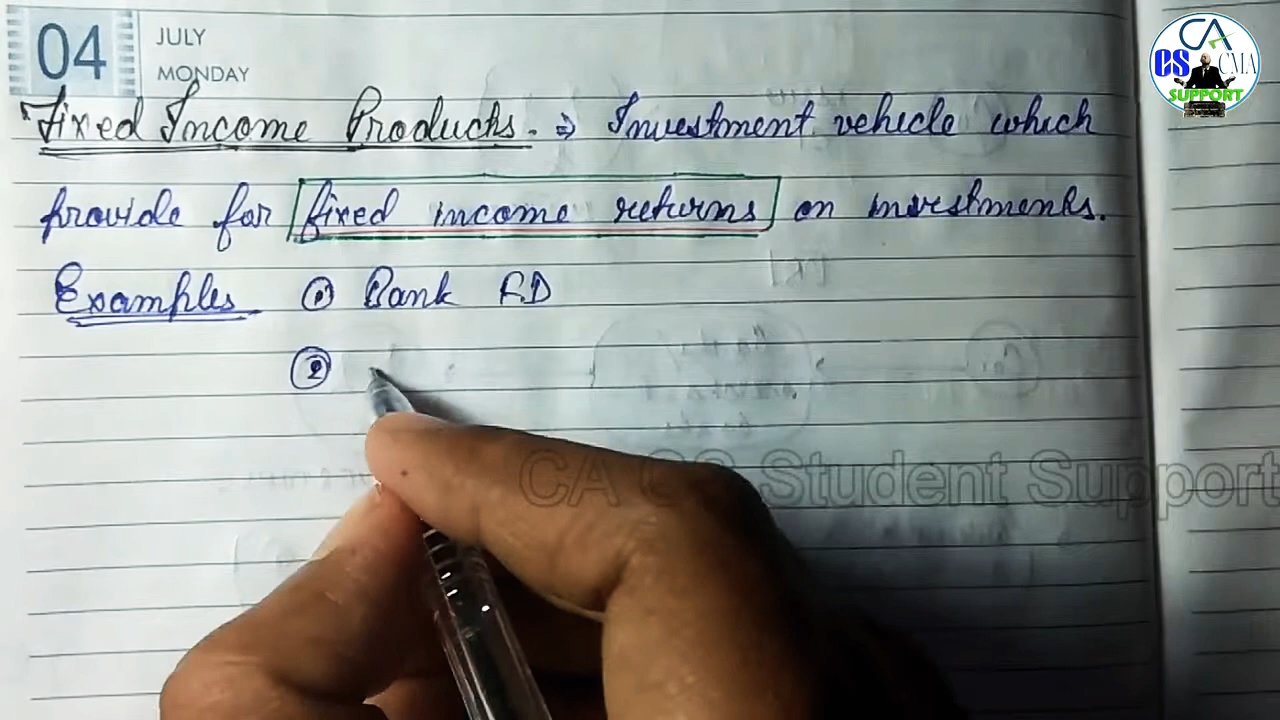 04 JULY
MONDAY
Fixed Income Products. ⇒ Investment vehicle which
provide for fixed income returns on investments.
Examples ① Bank FD
②
CA CS Student Support
CA
CS CMA
SUPPORT